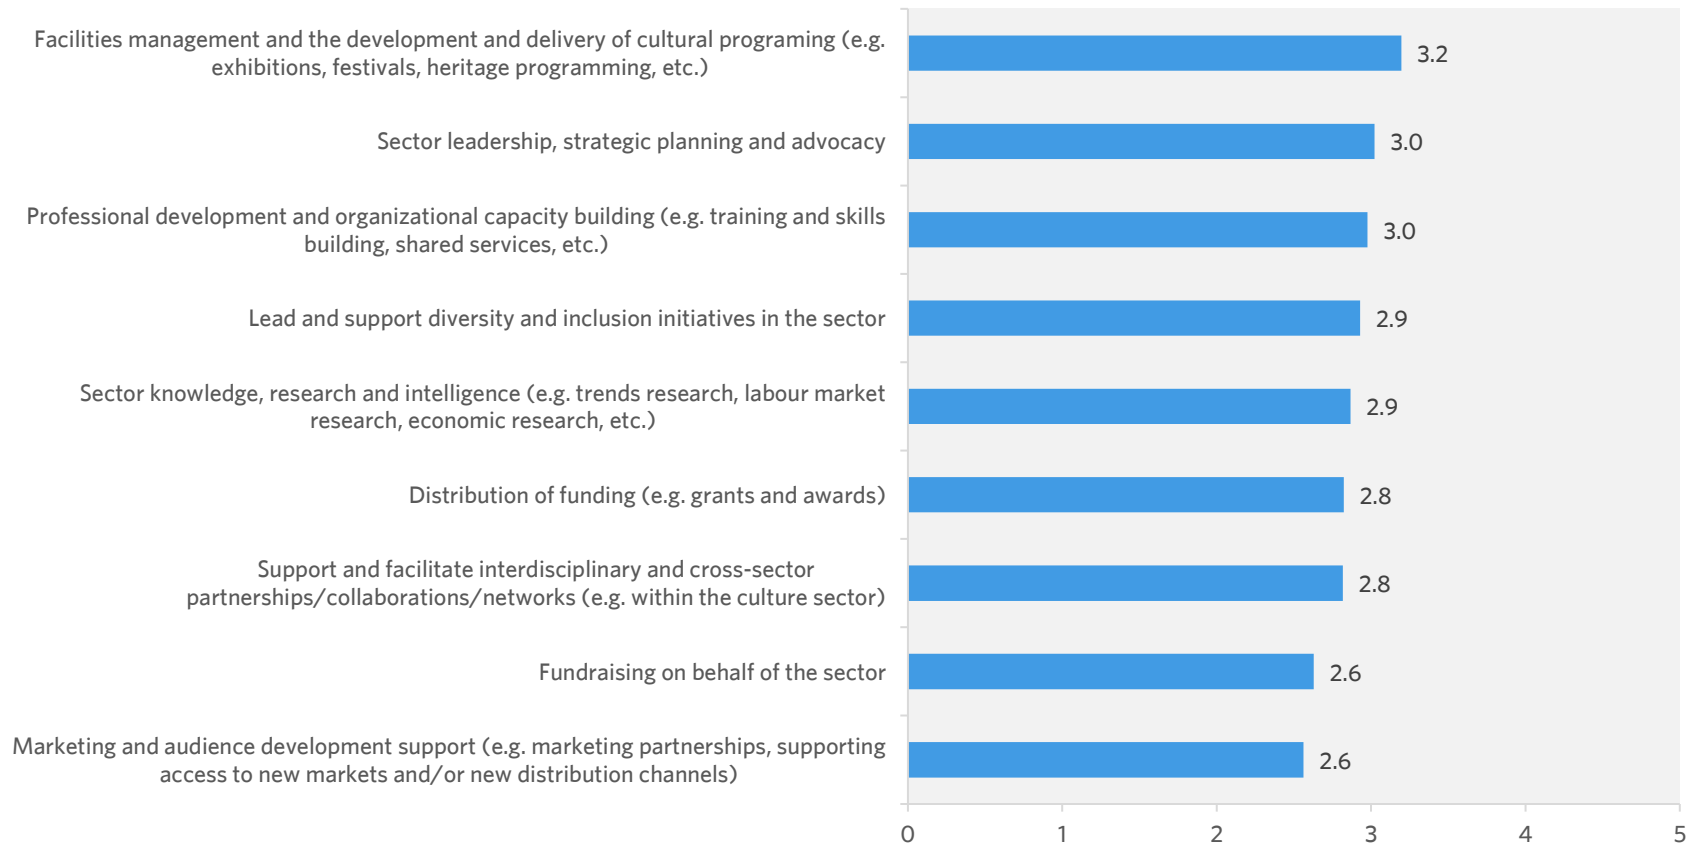 Facilities management and the development and delivery of cultural programing (e.g.
exhibitions, festivals, heritage programming, etc.)
3.2
Sector leadership, strategic planning and advocacy
3.0
Professional development and organizational capacity building (e.g. training and skills
building, shared services, etc.)
3.0
Lead and support diversity and inclusion initiatives in the sector
2.9
Sector knowledge, research and intelligence (e.g. trends research, labour market
research, economic research, etc.)
2.9
Distribution of funding (e.g. grants and awards)
2.8
Support and facilitate interdisciplinary and cross-sector
partnerships/collaborations/networks (e.g. within the culture sector)
2.8
Fundraising on behalf of the sector
2.6
Marketing and audience development support (e.g. marketing partnerships, supporting
access to new markets and/or new distribution channels)
2.6
0 1 2 3 4 5